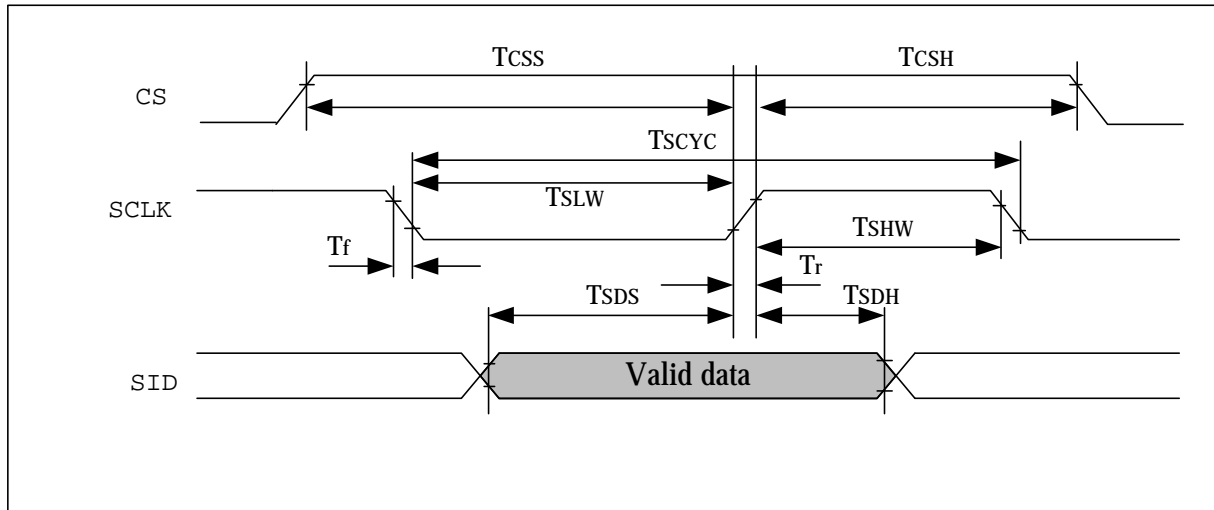 TCSS
TCSH
CS
TSCYC
TSLW
SCLK
TSHW
Tf
Tr
TSDS
TSDH
SID
Valid data